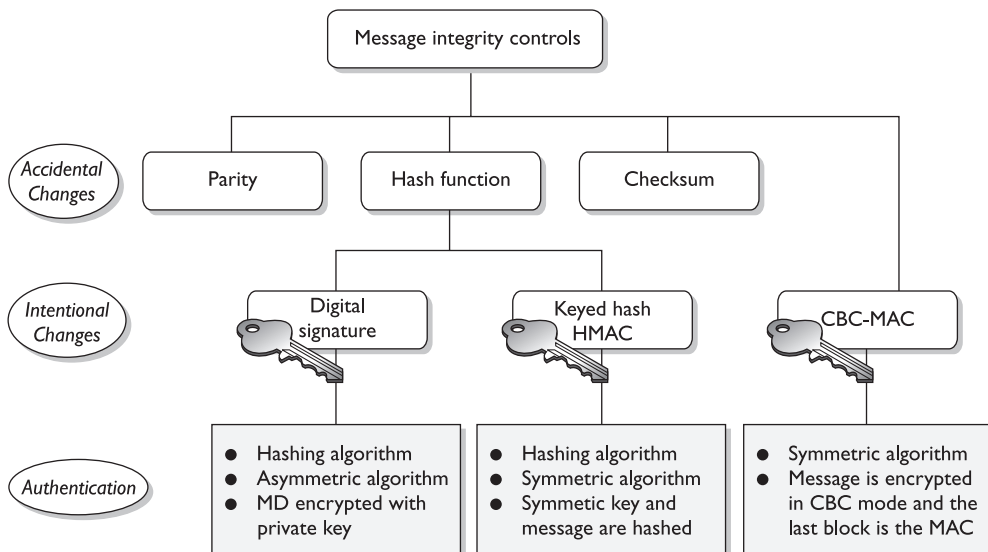 Message integrity controls
Accidental
Changes
Parity
Hash function
Checksum
Intentional
Changes
Digital
signature
Keyed hash
HMAC
CBC-MAC
Authentication
● Hashing algorithm
● Asymmetric algorithm
● MD encrypted with
private key
● Hashing algorithm
● Symmetric algorithm
● Symmetic key and
message are hashed
● Symmetric algorithm
● Message is encrypted
in CBC mode and the
last block is the MAC